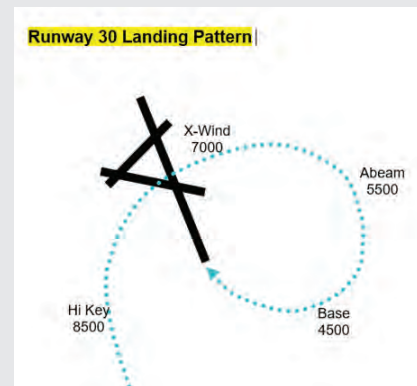 Runway 30 Landing Pattern
X-Wind
7000
Abeam
5500
Hi Key
8500
Base
4500